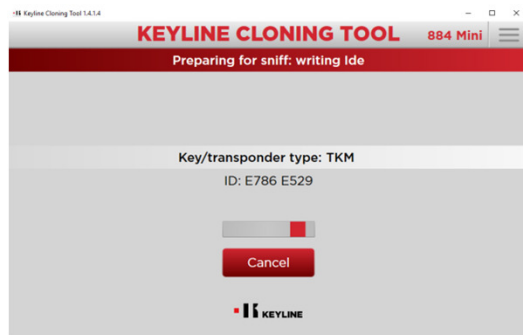 Keyline Cloning Tool 1.4.1.4
KEYLINE CLONING TOOL 884 Mini
Preparing for sniff: writing Ide
Key/transponder type: TKM
ID: E786 E529
Cancel
KEYLINE